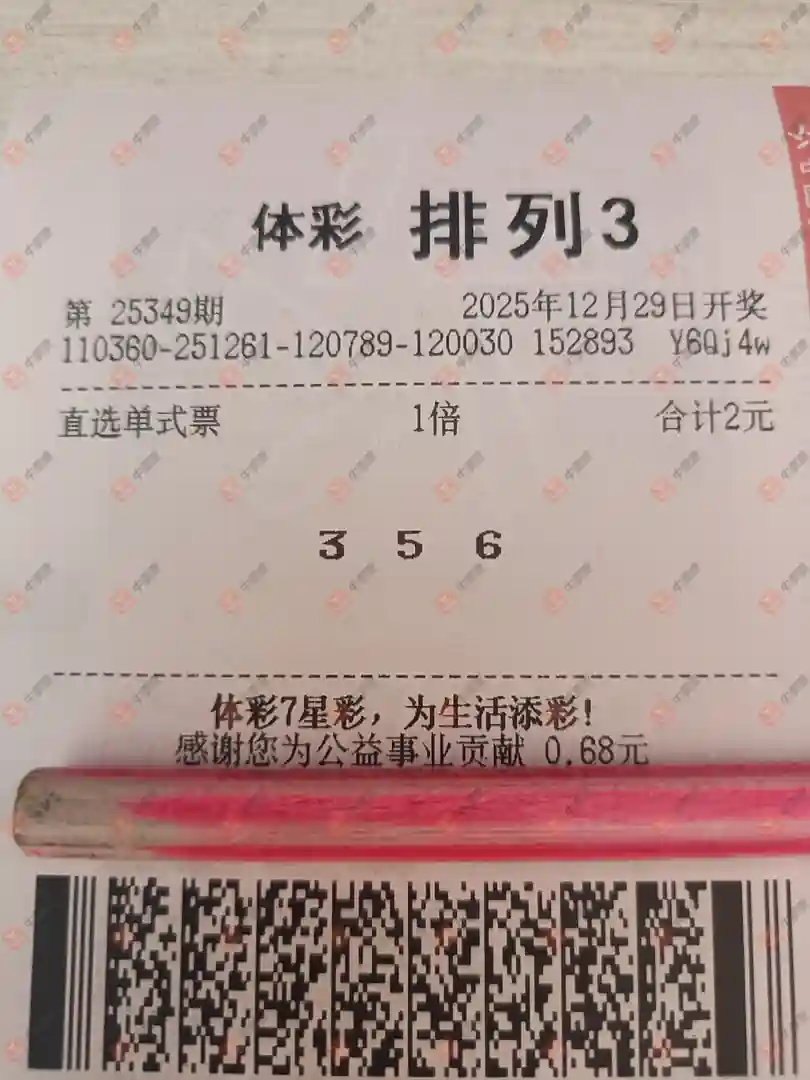 体彩 排列3
第 25349期 2025年12月29日开奖
110360-251261-120789-120030 152893 Y6Qj4w
直选单式票 1倍 合计2元
3 5 6
体彩7星彩，为生活添彩！
感谢您为公益事业贡献 0.68元